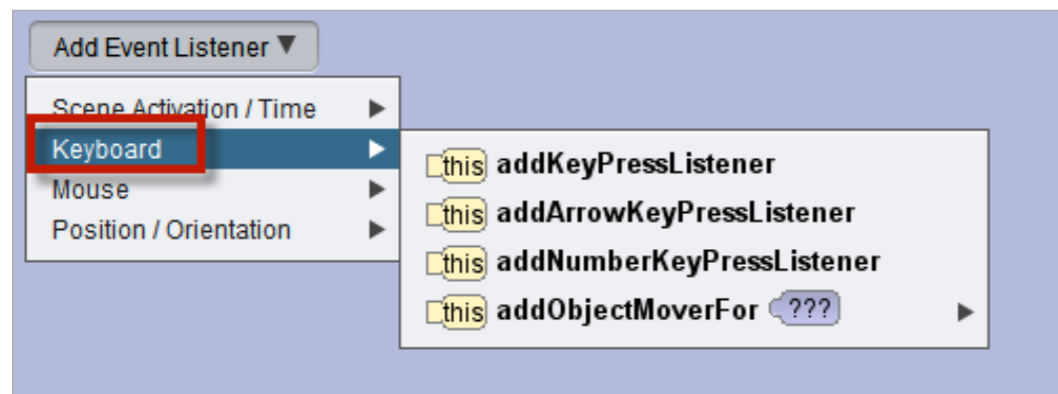 Add Event Listener ▼
Scene Activation / Time
Keyboard
Mouse
Position / Orientation
this addKeyPressListener
this addArrowKeyPressListener
this addNumberKeyPressListener
this addObjectMoverFor ???